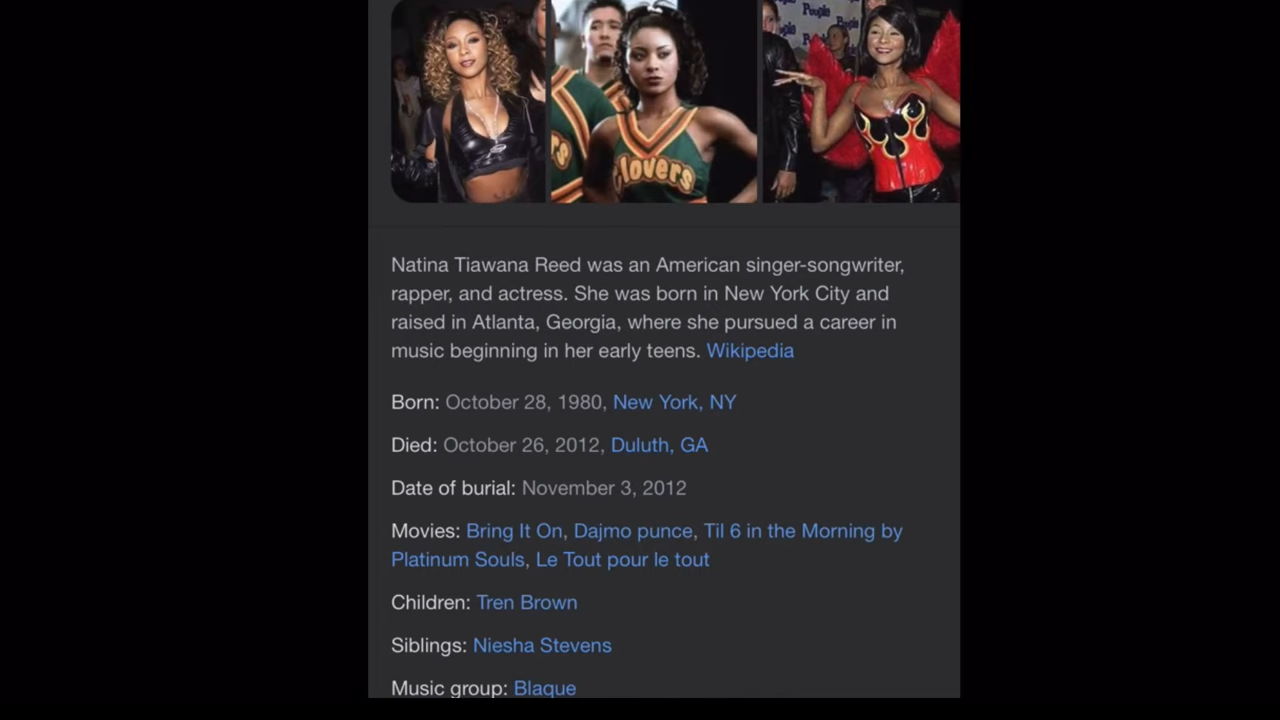 People
People
lovers
Natina Tiawana Reed was an American singer-songwriter,
rapper, and actress. She was born in New York City and
raised in Atlanta, Georgia, where she pursued a career in
music beginning in her early teens. Wikipedia
Born: October 28, 1980, New York, NY
Died: October 26, 2012, Duluth, GA
Date of burial: November 3, 2012
Movies: Bring It On, Dajmo punce, Til 6 in the Morning by
Platinum Souls, Le Tout pour le tout
Children: Tren Brown
Siblings: Niesha Stevens
Music group: Blaque